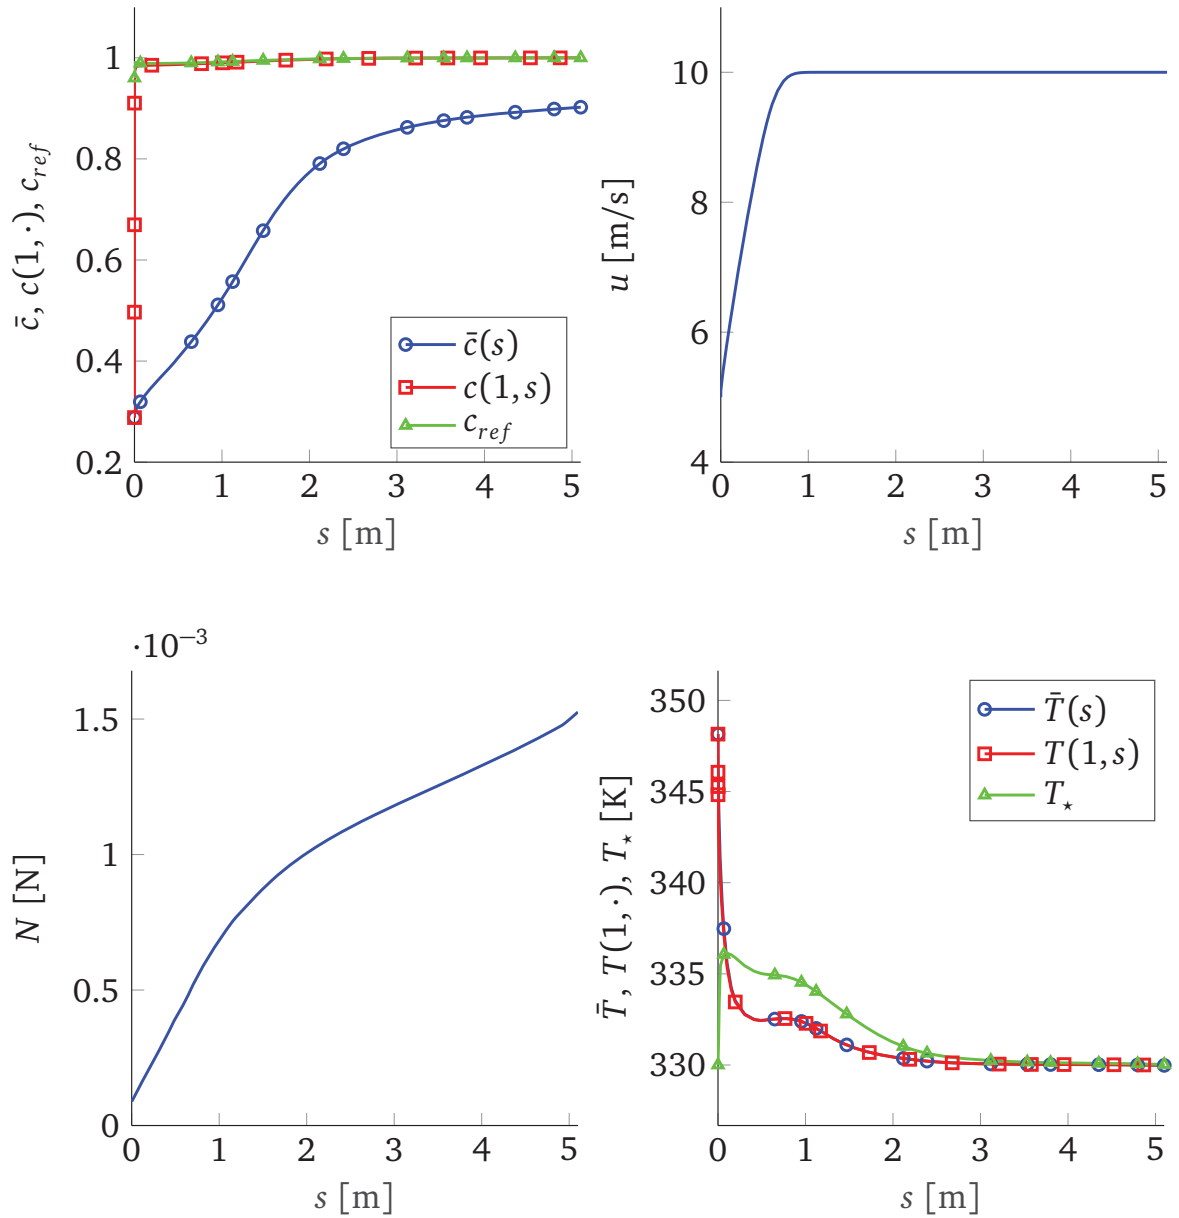 1
0.8
0.6
0.4
0.2
0 1 2 3 4 5
s [m]
c̄, c(1,·), c_ref
c̄(s)
c(1,s)
c_ref
10
8
6
4
0 1 2 3 4 5
s [m]
u [m/s]
·10⁻³
1.5
1
0.5
0
0 1 2 3 4 5
s [m]
N [N]
350
345
340
335
330
0 1 2 3 4 5
s [m]
T̄, T(1,·), T⋆ [K]
T̄(s)
T(1,s)
T⋆